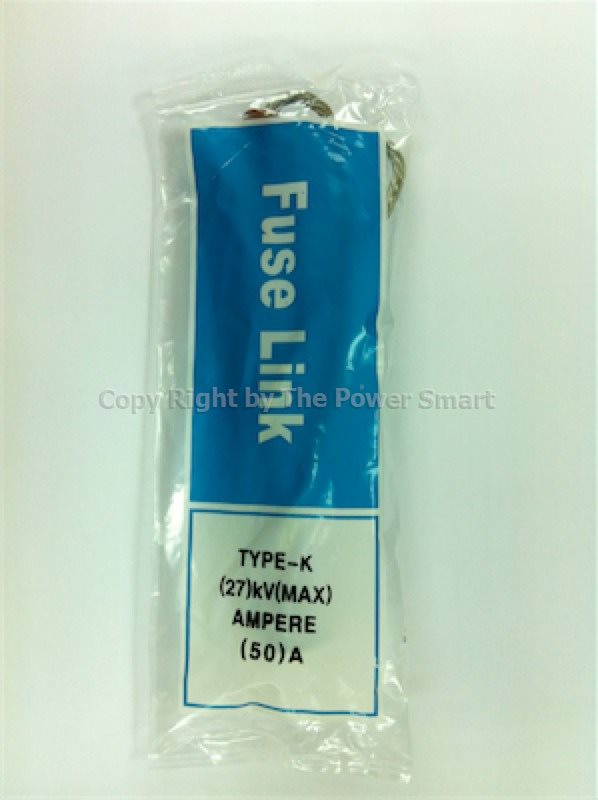 Fuse Link
Copy Right by The Power Smart
TYPE-K
(27)kV(MAX)
AMPERE
(50)A